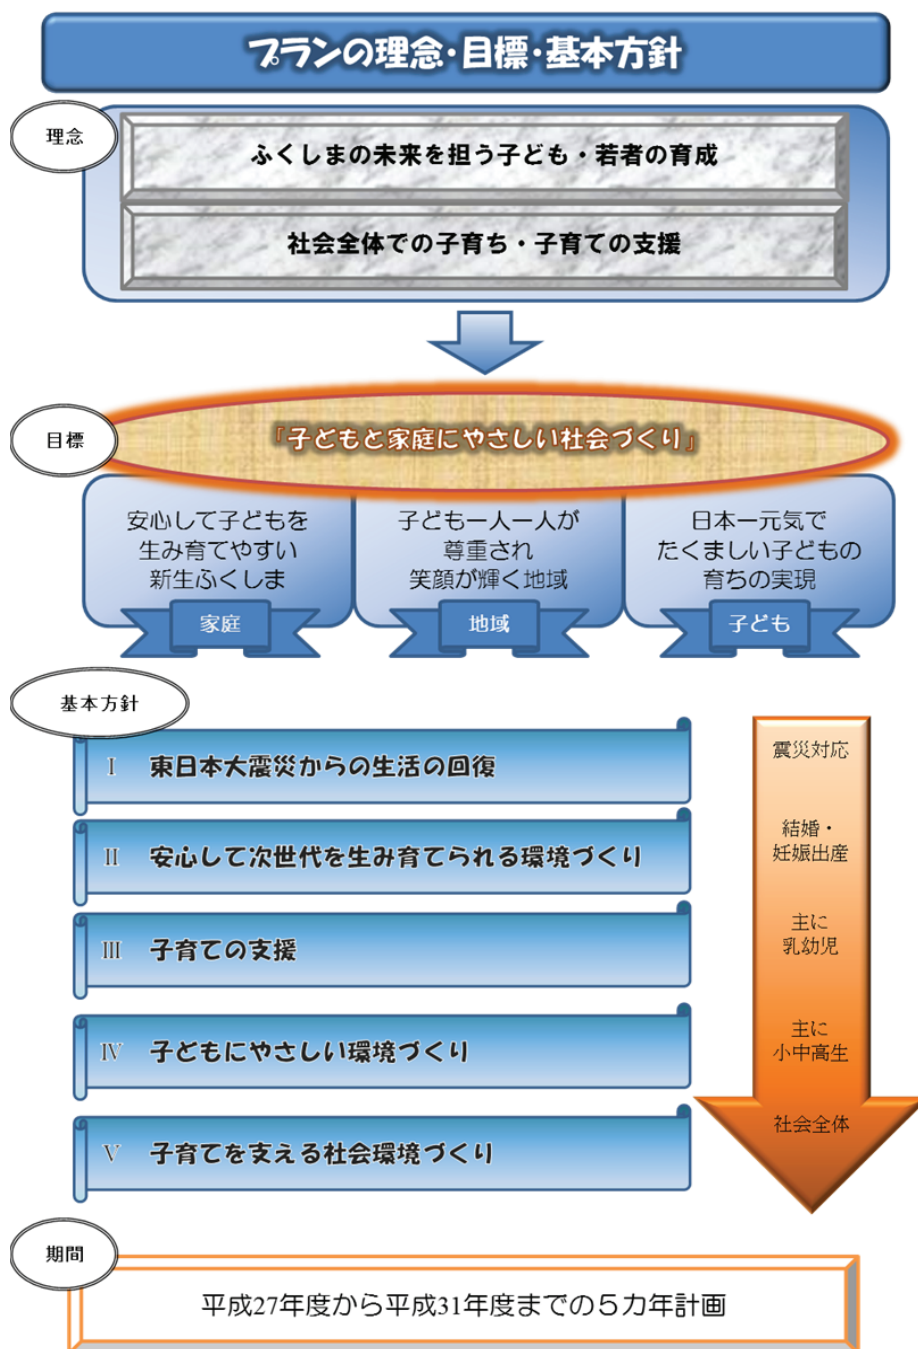 プランの理念・目標・基本方針
理念
ふくしまの未来を担う子ども・若者の育成
社会全体での子育ち・子育ての支援
目標
『子どもと家庭にやさしい社会づくり』
安心して子どもを
生み育てやすい
新生ふくしま
家庭
子ども一人一人が
尊重され
笑顔が輝く地域
地域
日本一元気で
たくましい子どもの
育ちの実現
子ども
基本方針
Ⅰ 東日本大震災からの生活の回復
Ⅱ 安心して次世代を生み育てられる環境づくり
Ⅲ 子育ての支援
Ⅳ 子どもにやさしい環境づくり
Ⅴ 子育てを支える社会環境づくり
震災対応
結婚・
妊娠出産
主に
乳幼児
主に
小中高生
社会全体
期間
平成27年度から平成31年度までの5カ年計画